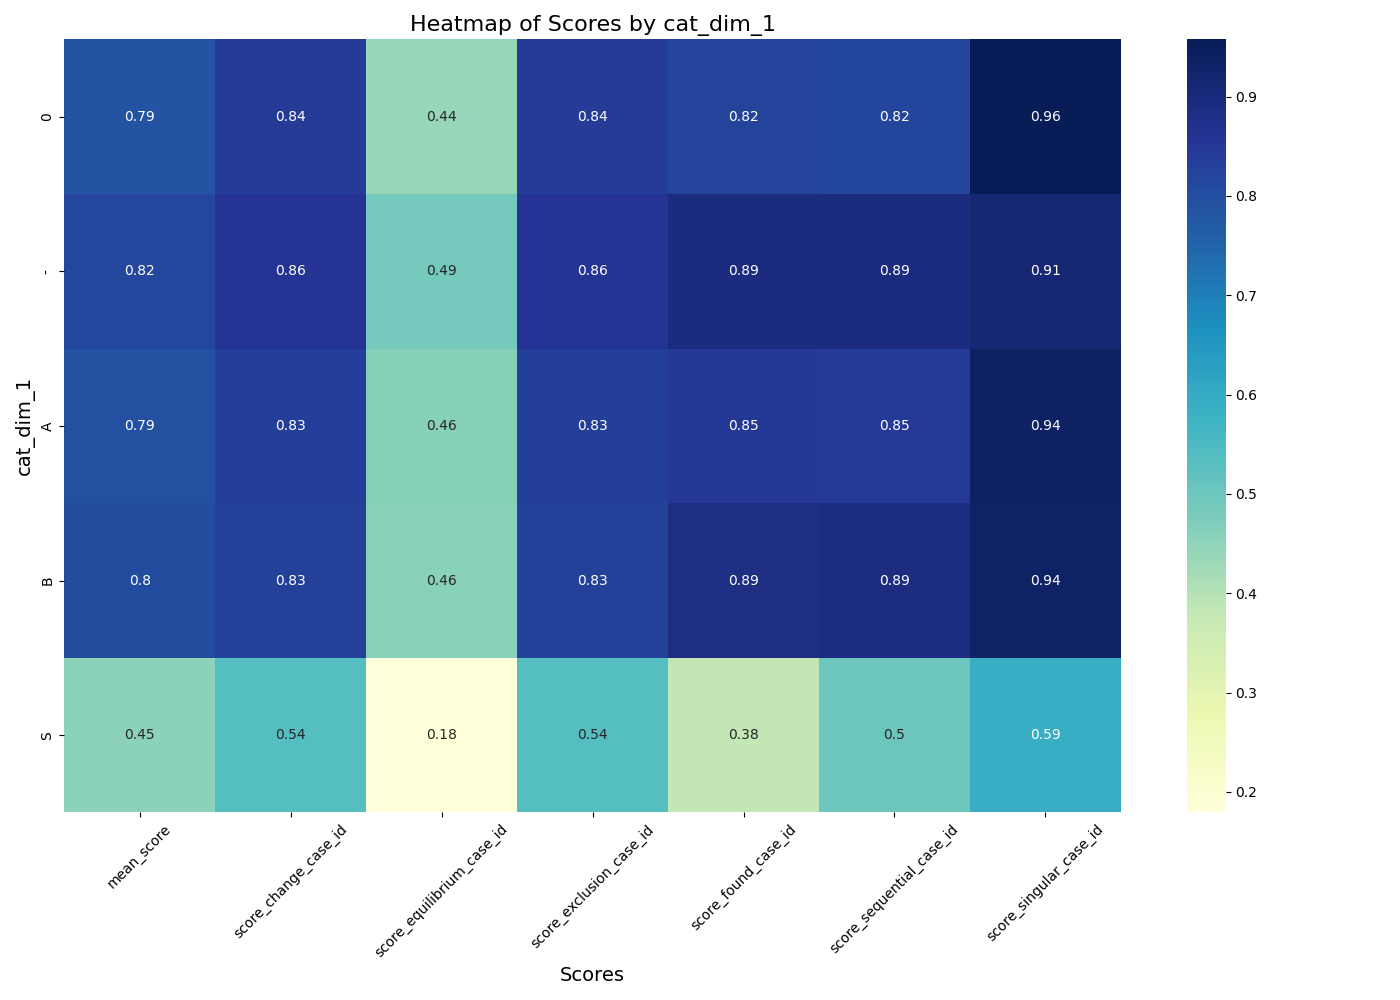 Heatmap of Scores by cat_dim_1
cat_dim_1
0 0.79 0.84 0.44 0.84 0.82 0.82 0.96
- 0.82 0.86 0.49 0.86 0.89 0.89 0.91
A 0.79 0.83 0.46 0.83 0.85 0.85 0.94
B 0.8 0.83 0.46 0.83 0.89 0.89 0.94
S 0.45 0.54 0.18 0.54 0.38 0.5 0.59
mean_score
score_change_case_id
score_equilibrium_case_id
score_exclusion_case_id
score_found_case_id
score_sequential_case_id
score_singular_case_id
Scores
0.9
0.8
0.7
0.6
0.5
0.4
0.3
0.2